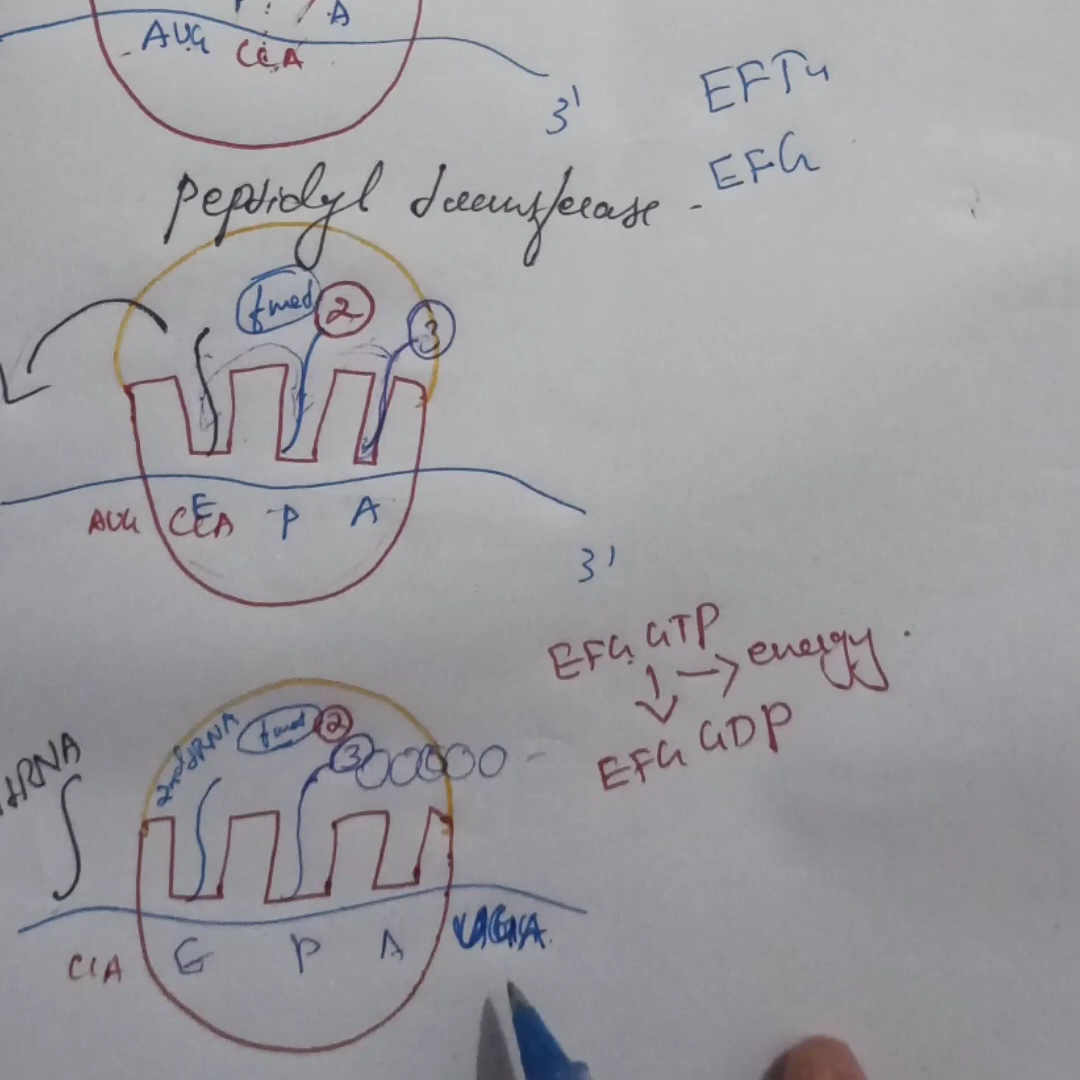 P A
AUG CCA
3'
EFTu
EFG
peptidyl transferase -
fmet 2 3
AUG CCA E P A
3'
EFG GTP
→ energy.
EFG GDP
tRNA 2nd tRNA fmet 2 3
CCA E P A